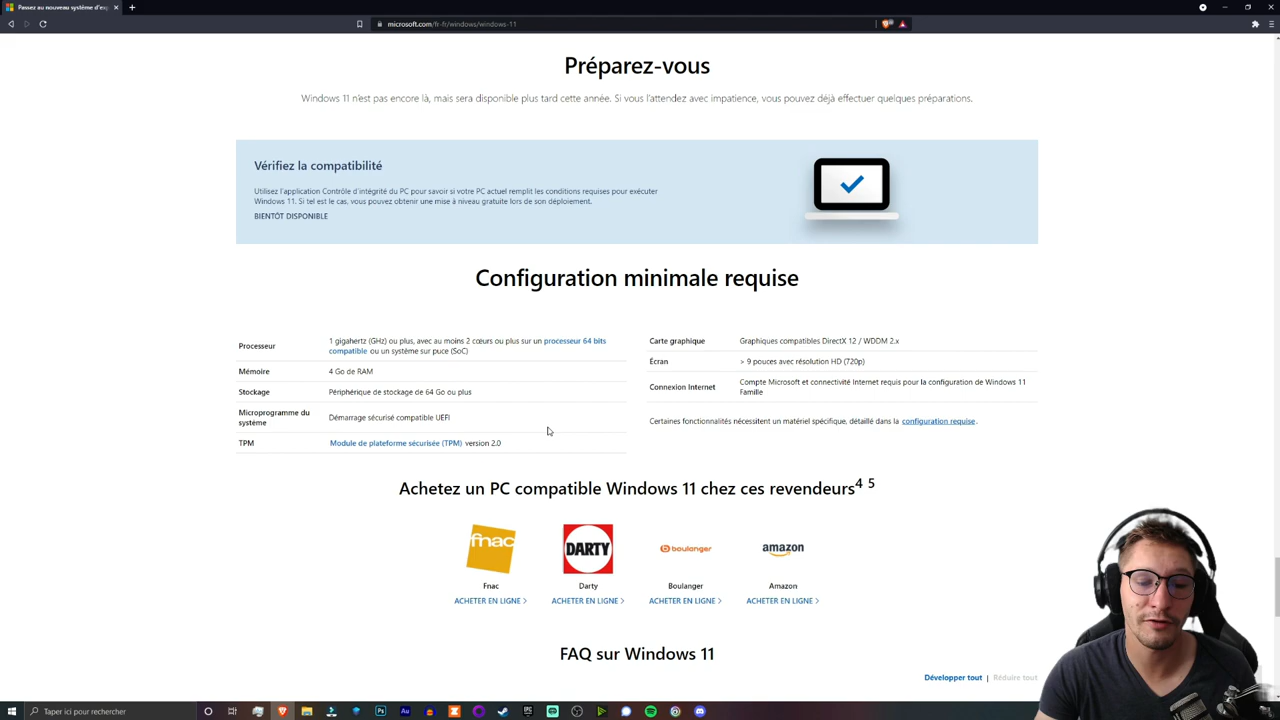 Passez au nouveau système d'exp
microsoft.com/fr-fr/windows/windows-11
Préparez-vous
Windows 11 n'est pas encore là, mais sera disponible plus tard cette année. Si vous l'attendez avec impatience, vous pouvez déjà effectuer quelques préparations.
Vérifiez la compatibilité
Utilisez l'application Contrôle d'intégrité du PC pour savoir si votre PC actuel remplit les conditions requises pour exécuter
Windows 11. Si tel est le cas, vous pouvez obtenir une mise à niveau gratuite lors de son déploiement.
BIENTÔT DISPONIBLE
Configuration minimale requise
Processeur
1 gigahertz (GHz) ou plus, avec au moins 2 cœurs ou plus sur un processeur 64 bits
compatible ou un système sur puce (SoC)
Mémoire
4 Go de RAM
Stockage
Périphérique de stockage de 64 Go ou plus
Microprogramme du
système
Démarrage sécurisé compatible UEFI
TPM
Module de plateforme sécurisée (TPM) version 2.0
Carte graphique
Graphiques compatibles DirectX 12 / WDDM 2.x
Écran
> 9 pouces avec résolution HD (720p)
Connexion Internet
Compte Microsoft et connectivité Internet requis pour la configuration de Windows 11
Famille
Certaines fonctionnalités nécessitent un matériel spécifique, détaillé dans la configuration requise.
Achetez un PC compatible Windows 11 chez ces revendeurs4 5
fnac
DARTY
boulanger
amazon
Fnac
Darty
Boulanger
Amazon
ACHETER EN LIGNE >
ACHETER EN LIGNE >
ACHETER EN LIGNE >
ACHETER EN LIGNE >
FAQ sur Windows 11
Développer tout | Réduire tout
Taper ici pour rechercher
Ps
Au